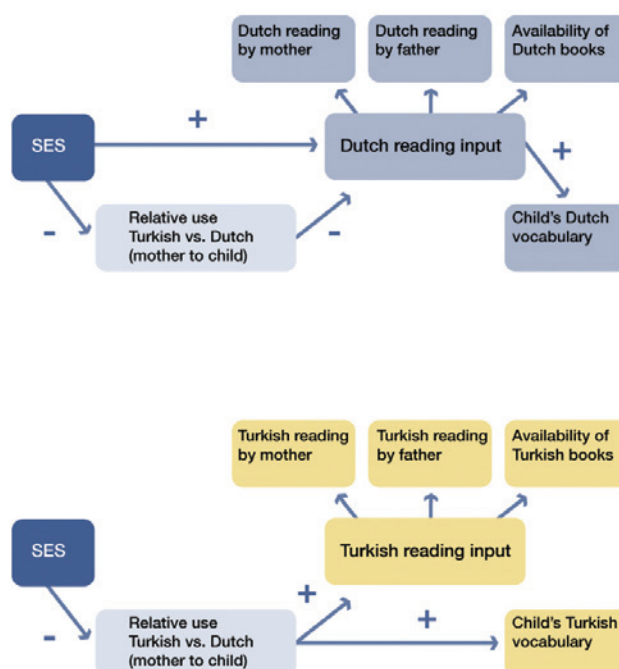 Dutch reading
by mother
Dutch reading
by father
Availability of
Dutch books
+
SES
Dutch reading input
+
-
Relative use
Turkish vs. Dutch
(mother to child)
-
Child's Dutch
vocabulary
Turkish reading
by mother
Turkish reading
by father
Availability of
Turkish books
SES
Turkish reading input
+
+
-
Relative use
Turkish vs. Dutch
(mother to child)
Child's Turkish
vocabulary